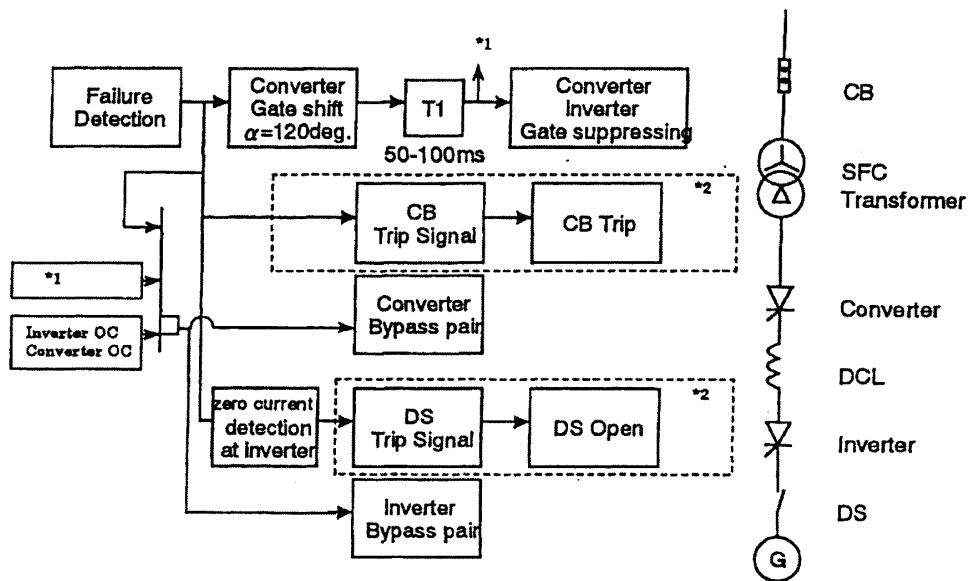 Failure
Detection
Converter
Gate shift
α=120deg.
T1
50-100ms
*1
Converter
Inverter
Gate suppressing
*2
CB
Trip Signal
CB Trip
*1
Inverter OC
Converter OC
Converter
Bypass pair
zero current
detection
at inverter
*2
DS
Trip Signal
DS Open
Inverter
Bypass pair
CB
SFC
Transformer
Converter
DCL
Inverter
DS
G